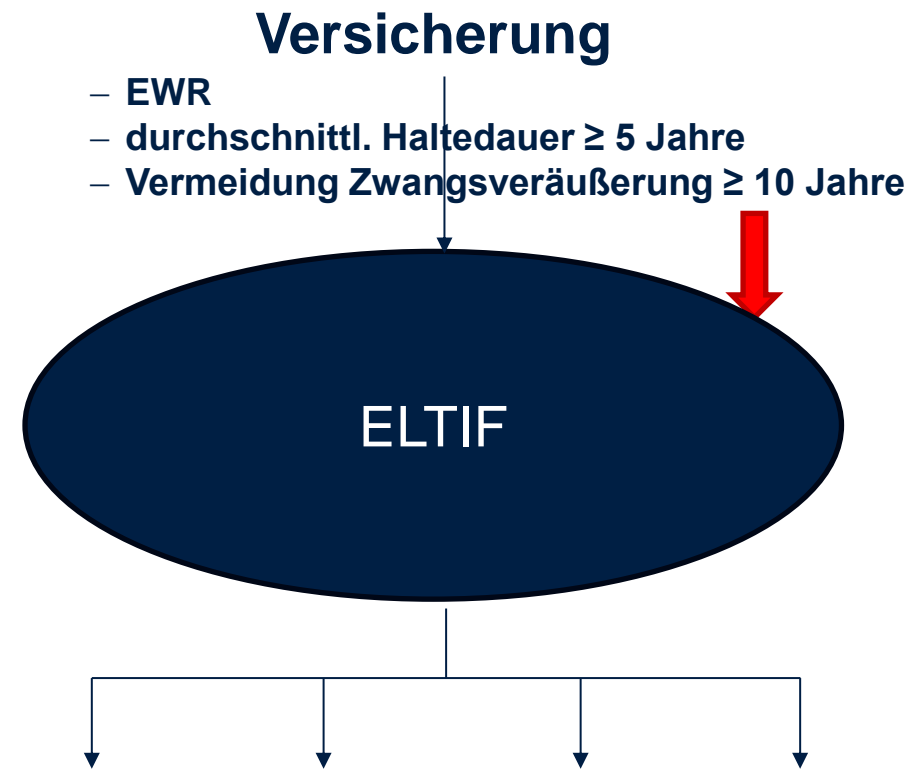 Versicherung
– EWR
– durchschnittl. Haltedauer ≥ 5 Jahre
– Vermeidung Zwangsveräußerung ≥ 10 Jahre
ELTIF